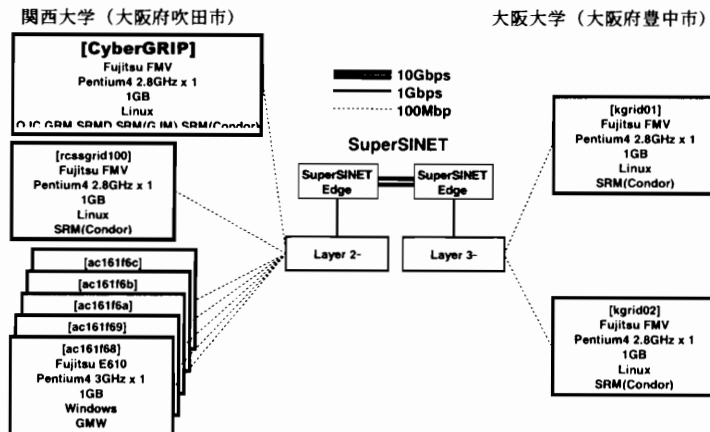 関西大学（大阪府吹田市）
大阪大学（大阪府豊中市）
[CyberGRIP]
Fujitsu FMV
Pentium4 2.8GHz x 1
1GB
Linux
SRM(Condor)
[rcssgrid100]
Fujitsu FMV
Pentium4 2.8GHz x 1
1GB
Linux
SRM(Condor)
[ac161f6c]
[ac161f6b]
[ac161f6a]
[ac161f69]
[ac161f68]
Fujitsu E610
Pentium4 3GHz x 1
1GB
Windows
GMW
10Gbps
1Gbps
100Mbp
SuperSINET
SuperSINET
Edge
SuperSINET
Edge
Layer 2-
Layer 3-
[kgrid01]
Fujitsu FMV
Pentium4 2.8GHz x 1
1GB
Linux
SRM(Condor)
[kgrid02]
Fujitsu FMV
Pentium4 2.8GHz x 1
1GB
Linux
SRM(Condor)